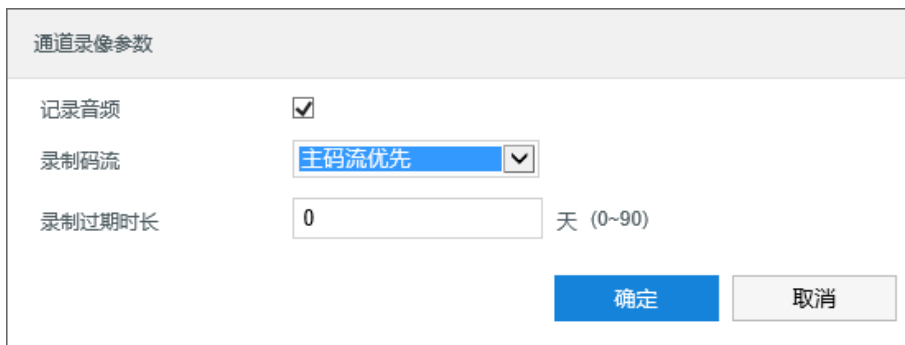 通道录像参数
记录音频
录制码流 主码流优先
录制过期时长 0 天 (0~90)
确定 取消